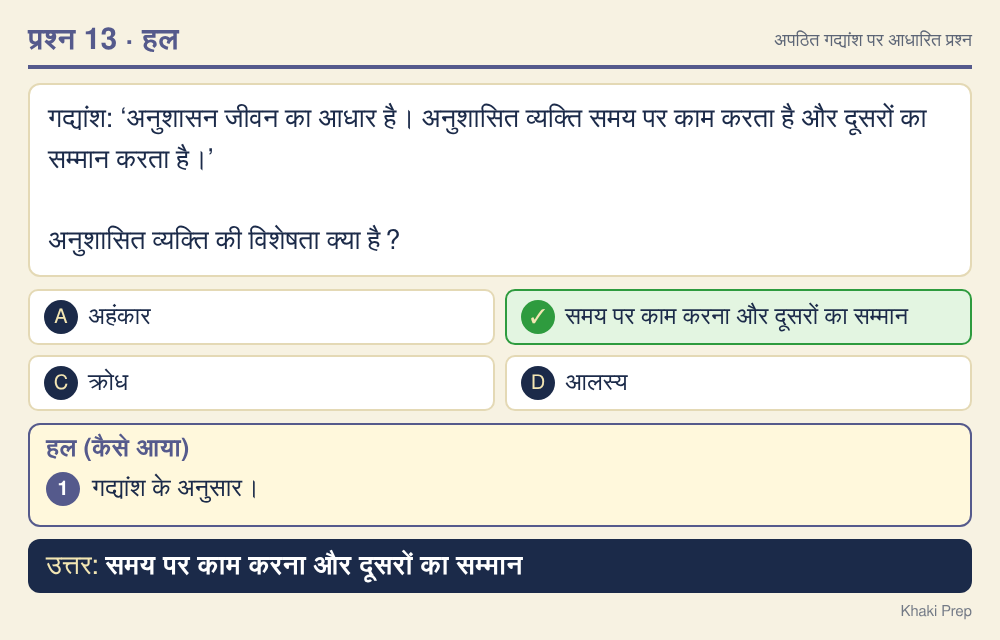 प्रश्न 13 · हल
अपठित गद्यांश पर आधारित प्रश्न
गद्यांश: ‘अनुशासन जीवन का आधार है। अनुशासित व्यक्ति समय पर काम करता है और दूसरों का
सम्मान करता है।’
अनुशासित व्यक्ति की विशेषता क्या है?
A अहंकार
✓ समय पर काम करना और दूसरों का सम्मान
C क्रोध
D आलस्य
हल (कैसे आया)
1 गद्यांश के अनुसार।
उत्तर: समय पर काम करना और दूसरों का सम्मान
Khaki Prep